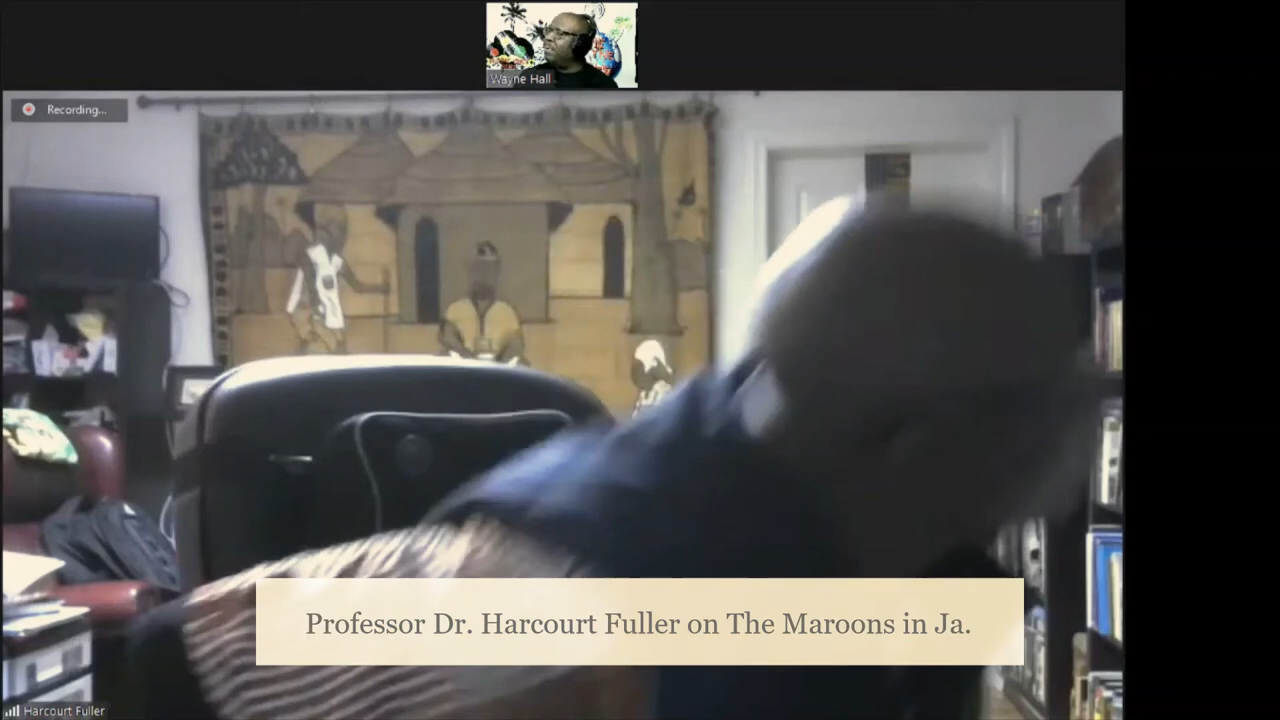 Wayne Hall
Recording...
Professor Dr. Harcourt Fuller on The Maroons in Ja.
Harcourt Fuller